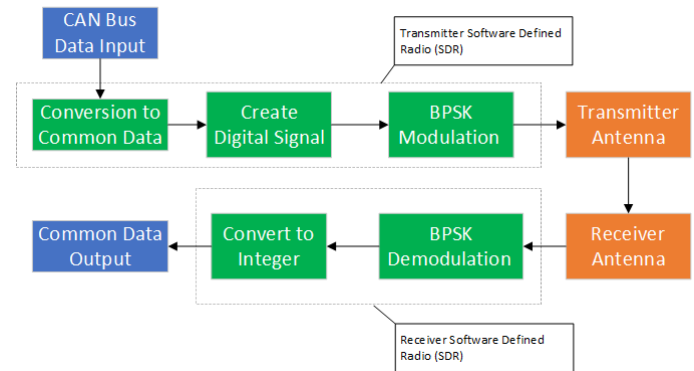 CAN Bus
Data Input
Transmitter Software Defined
Radio (SDR)
Conversion to
Common Data
Create
Digital Signal
BPSK
Modulation
Transmitter
Antenna
Common Data
Output
Convert to
Integer
BPSK
Demodulation
Receiver
Antenna
Receiver Software Defined
Radio (SDR)